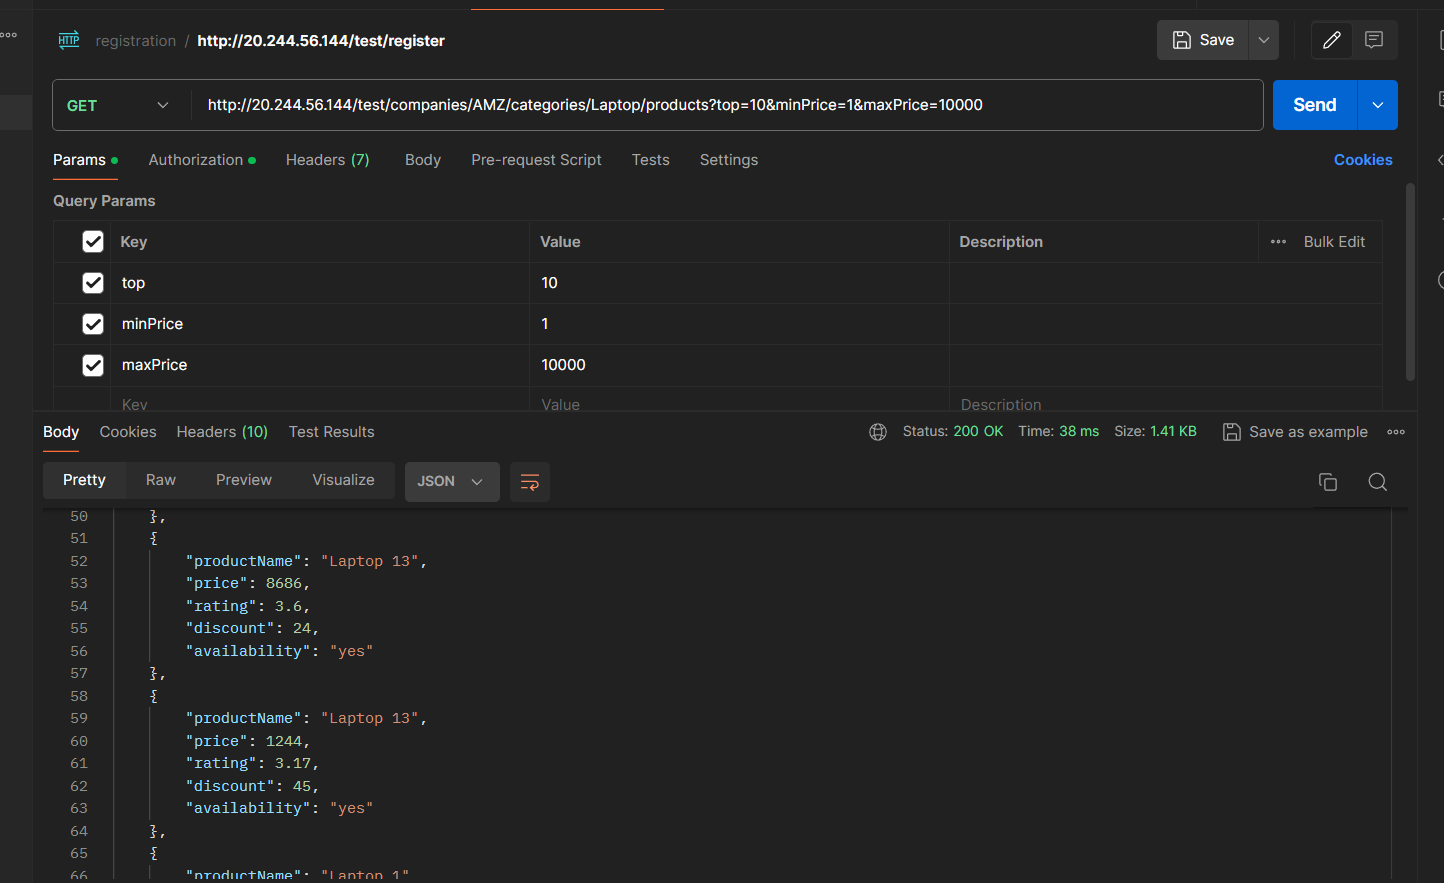 HTTP registration / http://20.244.56.144/test/register Save
GET http://20.244.56.144/test/companies/AMZ/categories/Laptop/products?top=10&minPrice=1&maxPrice=10000 Send
Params Authorization Headers (7) Body Pre-request Script Tests Settings Cookies
Query Params
Key Value Description Bulk Edit
top 10
minPrice 1
maxPrice 10000
Key Value Description
Body Cookies Headers (10) Test Results Status: 200 OK Time: 38 ms Size: 1.41 KB Save as example
Pretty Raw Preview Visualize JSON
50 },
51 {
52 "productName": "Laptop 13",
53 "price": 8686,
54 "rating": 3.6,
55 "discount": 24,
56 "availability": "yes"
57 },
58 {
59 "productName": "Laptop 13",
60 "price": 1244,
61 "rating": 3.17,
62 "discount": 45,
63 "availability": "yes"
64 },
65 {
66 "productName": "Laptop 1"